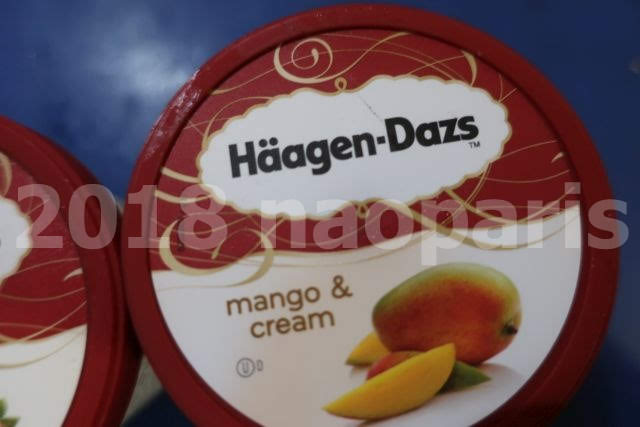 Häagen-Dazs
TM
2018 naoparis
mango &
cream
U D